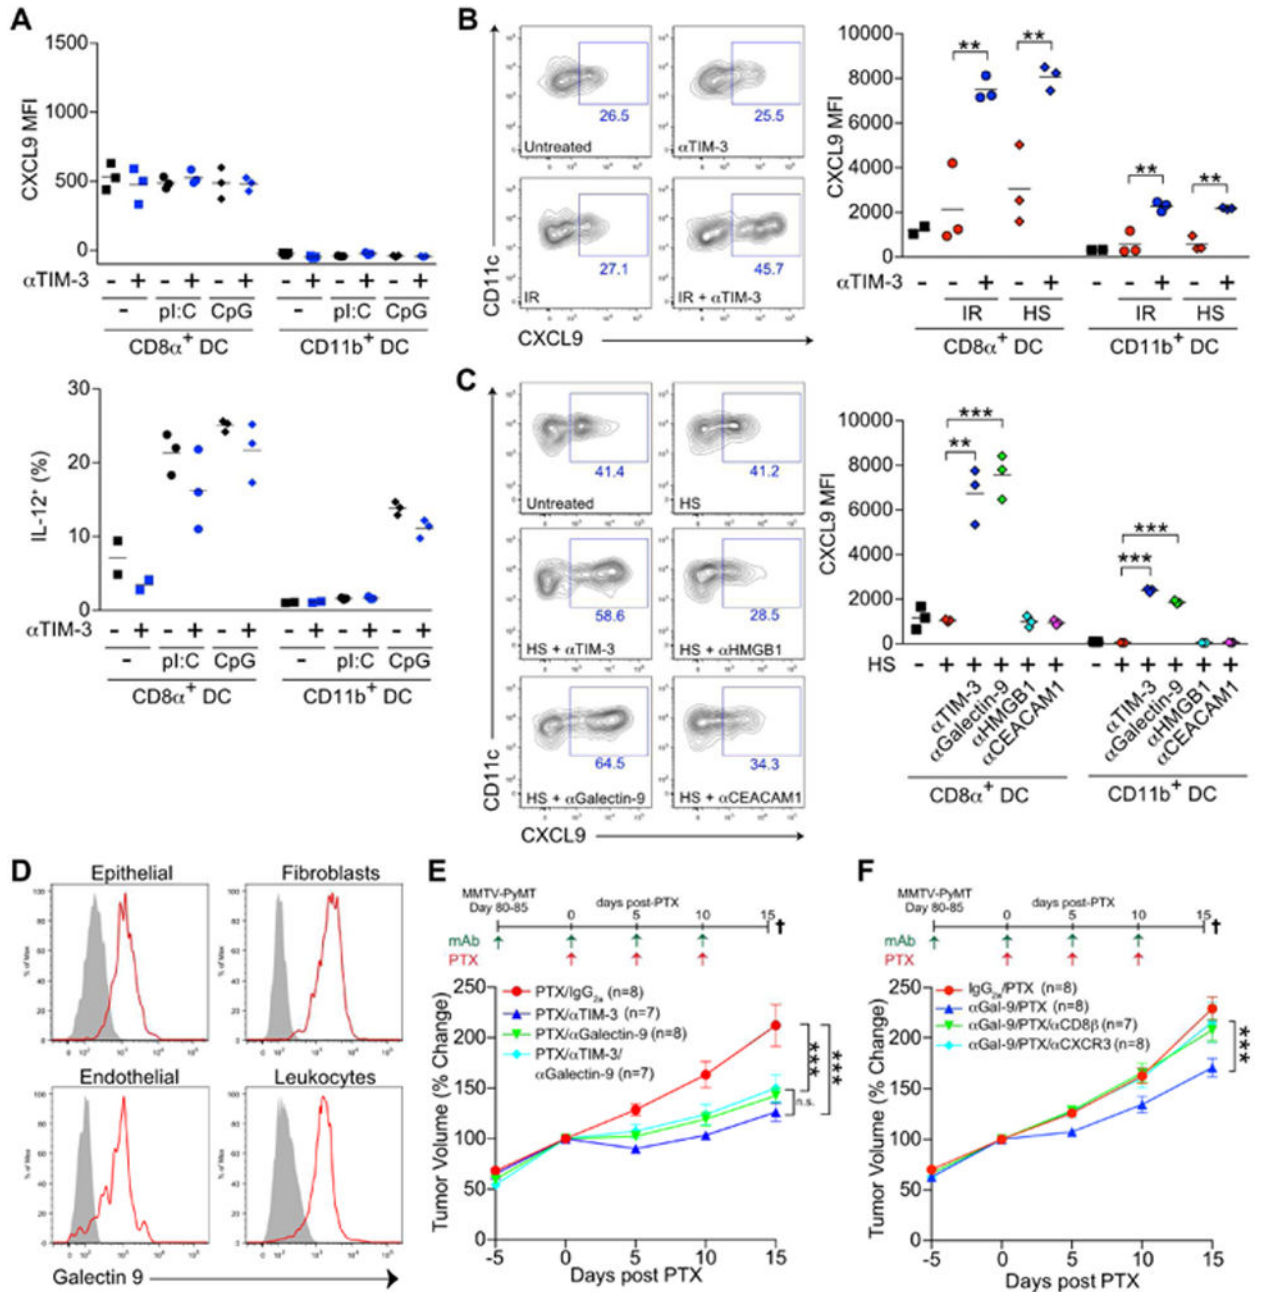 A
1500
1000
500
0
CXCL9 MFI
αTIM-3 - + - + - + - + - + - +
- pI:C CpG - pI:C CpG
CD8α+ DC CD11b+ DC
30
20
10
0
IL-12+ (%)
αTIM-3 - + - + - + - + - + - +
- pI:C CpG - pI:C CpG
CD8α+ DC CD11b+ DC
B
26.5 25.5
Untreated αTIM-3
27.1 45.7
IR IR + αTIM-3
CD11c
CXCL9
10000
8000
6000
4000
2000
0
CXCL9 MFI
** **
** **
αTIM-3 - - + - + - - + - +
IR HS IR HS
CD8α+ DC CD11b+ DC
C
41.4 41.2
Untreated HS
58.6 28.5
HS + αTIM-3 HS + αHMGB1
64.5 34.3
HS + αGalectin-9 HS + αCEACAM1
CD11c
CXCL9
10000
8000
6000
4000
2000
0
CXCL9 MFI
***
**
***
***
HS - + + + + + - + + + + +
αTIM-3 αTIM-3
αGalectin-9 αGalectin-9
αHMGB1 αHMGB1
αCEACAM1 αCEACAM1
CD8α+ DC CD11b+ DC
D
Epithelial Fibroblasts
Endothelial Leukocytes
% of Max
100
80
60
40
20
0
Galectin 9
E
MMTV-PyMT
Day 80-85
0 days post-PTX 15
5 10 †
mAb
PTX
250
200
150
100
50
0
Tumor Volume (% Change)
PTX/IgG2a (n=8)
PTX/αTIM-3 (n=7)
PTX/αGalectin-9 (n=8)
PTX/αTIM-3/
αGalectin-9 (n=7)
***
***
n.s.
-5 0 5 10 15
Days post PTX
F
MMTV-PyMT
Day 80-85
0 days post-PTX 15
5 10 †
mAb
PTX
250
200
150
100
50
0
Tumor Volume (% Change)
IgG2a/PTX (n=8)
αGal-9/PTX (n=8)
αGal-9/PTX/αCD8β (n=7)
αGal-9/PTX/αCXCR3 (n=8)
***
-5 0 5 10 15
Days post PTX